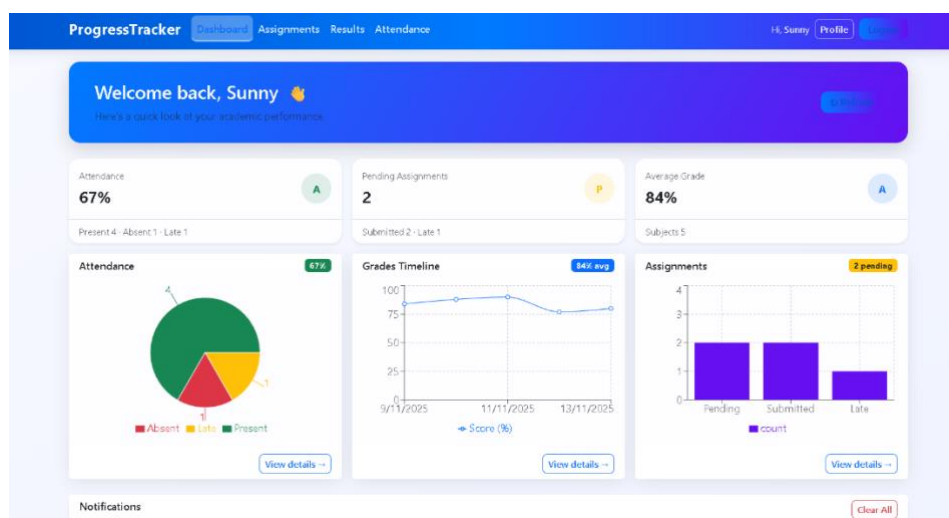 ProgressTracker Dashboard Assignments Results Attendance Hi, Sunny Profile
Welcome back, Sunny 👋
Here's a quick look of your academic performance
Attendance
67%
A
Present 4 · Absent 1 · Late 1
Pending Assignments
2
P
Submitted 2 · Late 1
Average Grade
84%
A
Subjects 5
Attendance 67%
4
1
1
Absent Late Present
View details →
Grades Timeline 84% avg
100
75
50
25
0
9/11/2025 11/11/2025 13/11/2025
Score (%)
View details →
Assignments 2 pending
4
3
2
1
0
Pending Submitted Late
count
View details →
Notifications Clear All